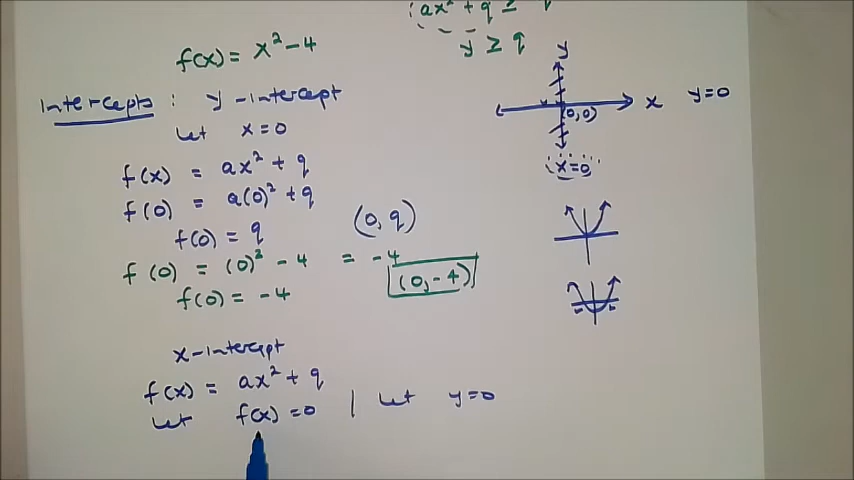 ax² + q ≥ q
y ≥ q
f(x) = x² - 4
Intercepts : y-intercept
Let x = 0
f(x) = ax² + q
f(0) = a(0)² + q
f(0) = q (0, q)
f(0) = (0)² - 4 = -4
f(0) = -4 (0, -4)
x-intercept
f(x) = ax² + q
Let f(x) = 0 | Let y = 0
y
x y = 0
(0,0)
x = 0